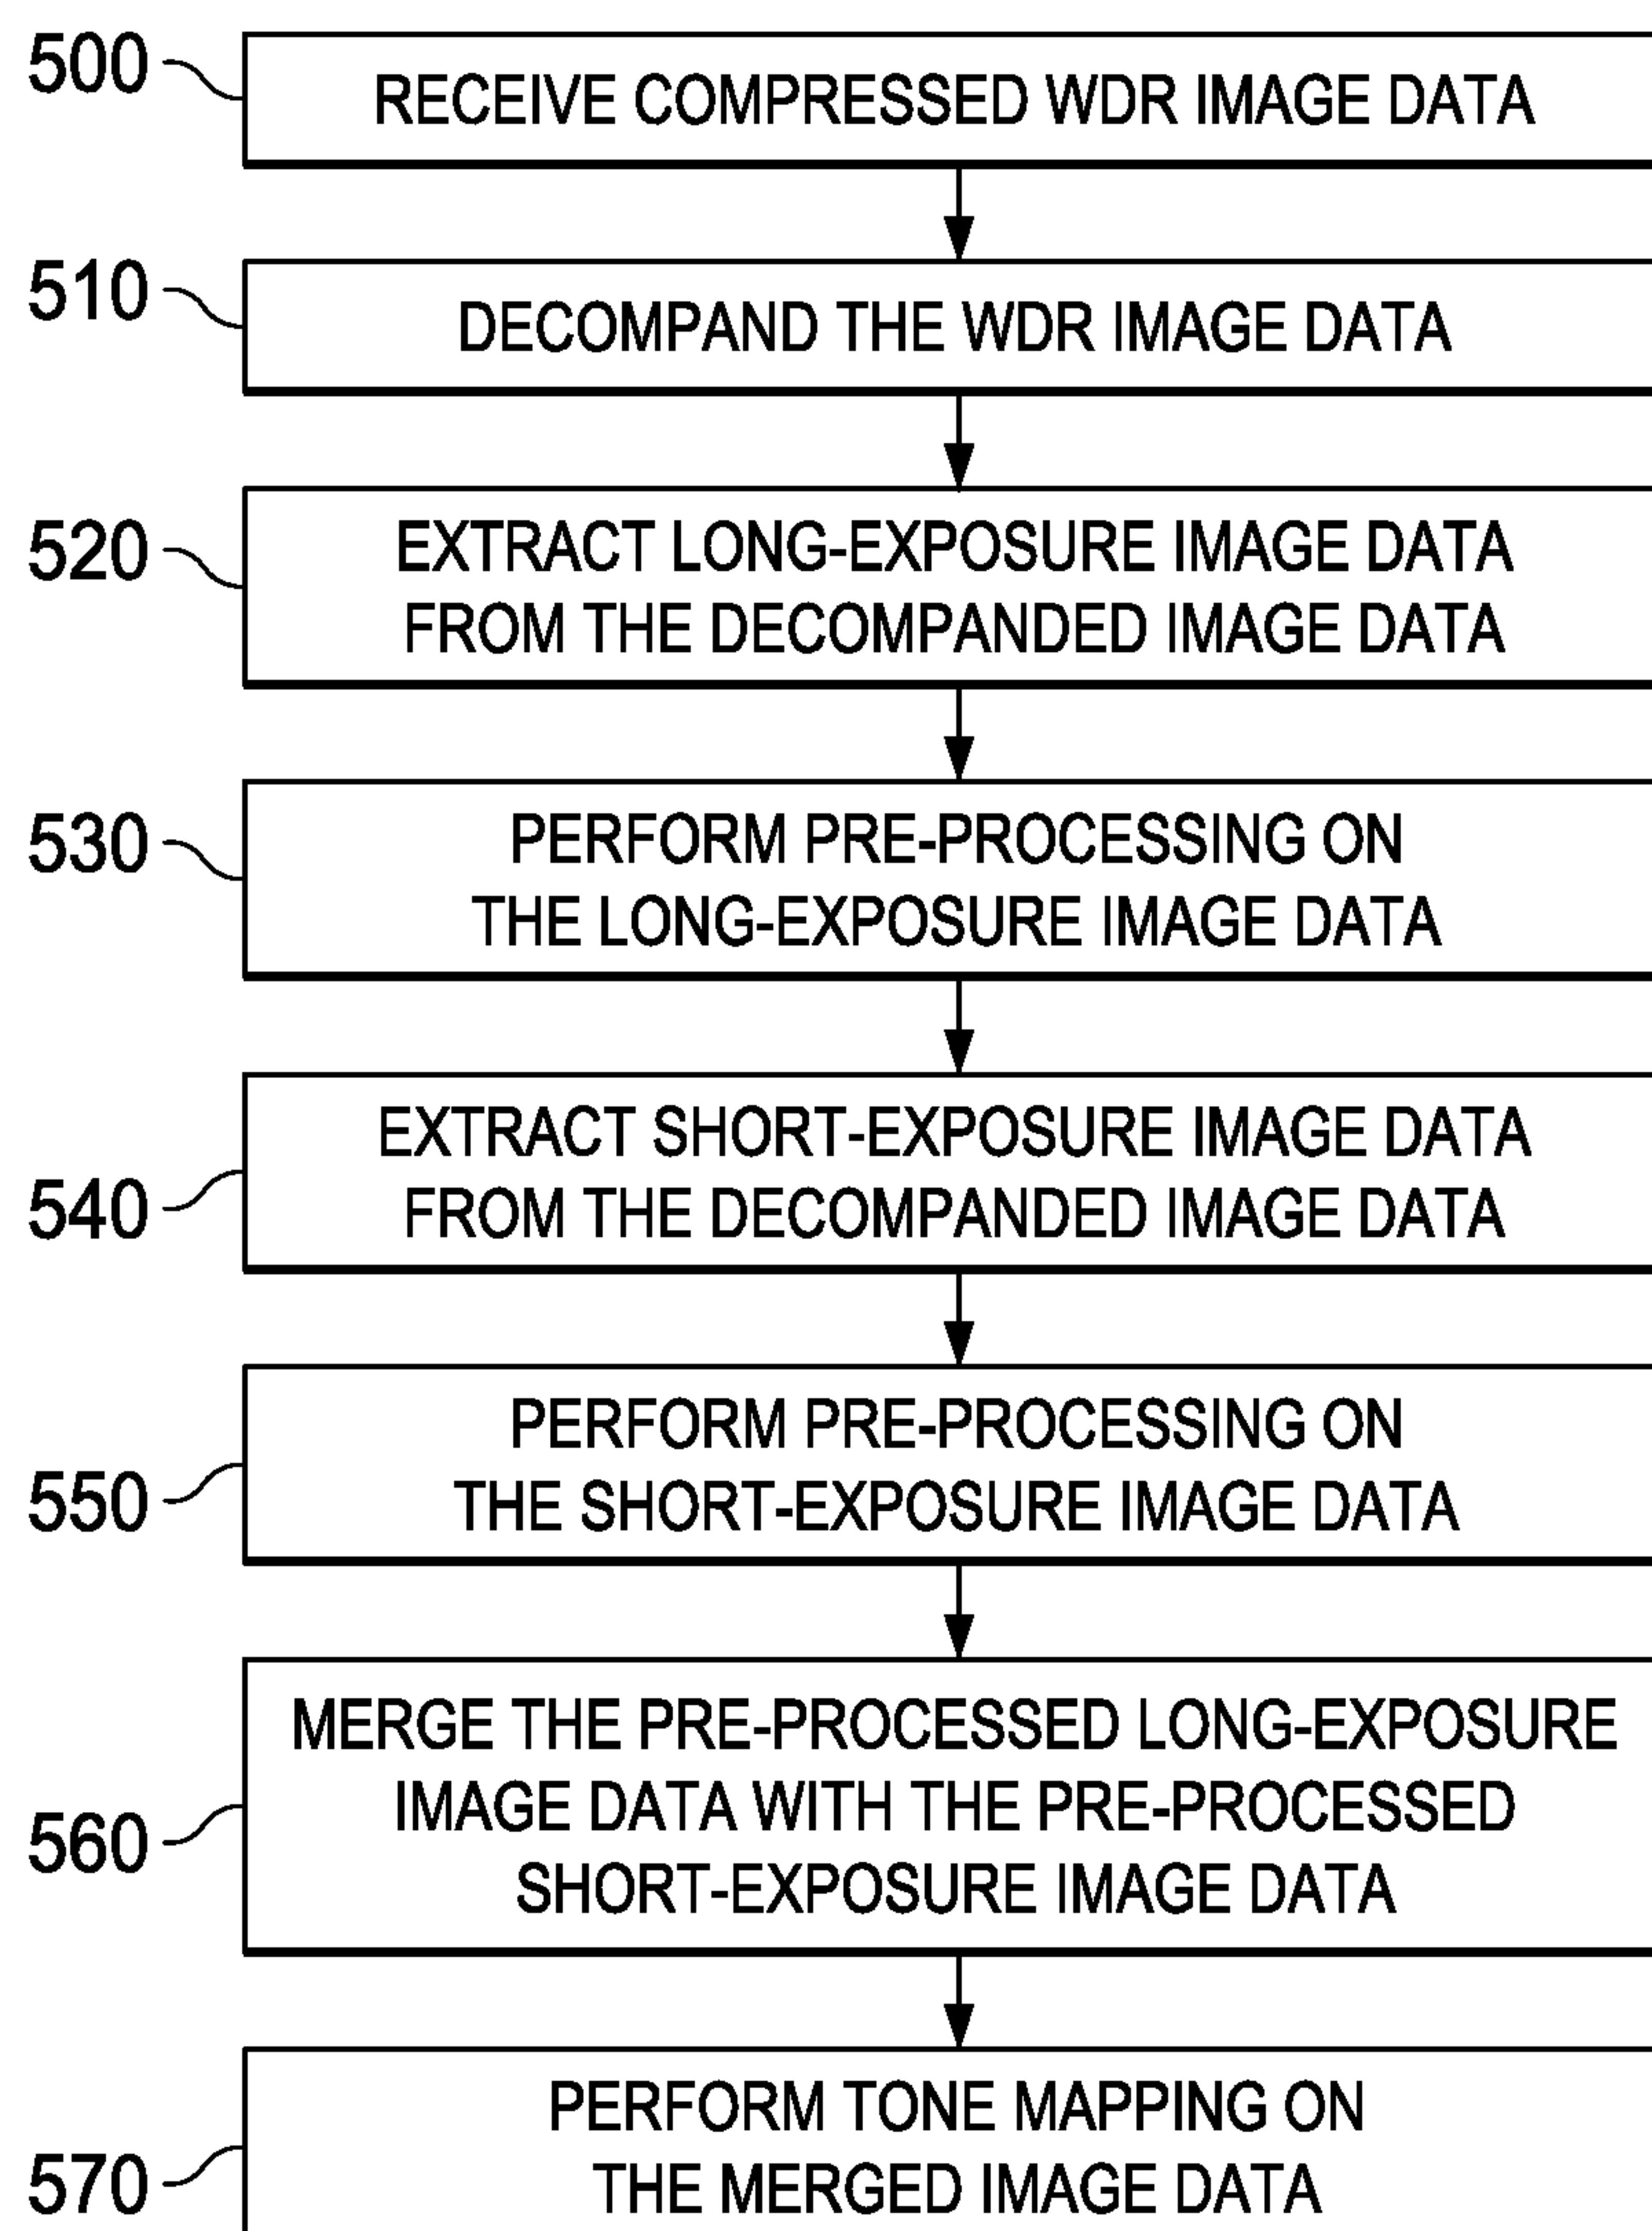 500
RECEIVE COMPRESSED WDR IMAGE DATA
510
DECOMPAND THE WDR IMAGE DATA
520
EXTRACT LONG-EXPOSURE IMAGE DATA
FROM THE DECOMPANDED IMAGE DATA
530
PERFORM PRE-PROCESSING ON
THE LONG-EXPOSURE IMAGE DATA
540
EXTRACT SHORT-EXPOSURE IMAGE DATA
FROM THE DECOMPANDED IMAGE DATA
550
PERFORM PRE-PROCESSING ON
THE SHORT-EXPOSURE IMAGE DATA
560
MERGE THE PRE-PROCESSED LONG-EXPOSURE
IMAGE DATA WITH THE PRE-PROCESSED
SHORT-EXPOSURE IMAGE DATA
570
PERFORM TONE MAPPING ON
THE MERGED IMAGE DATA